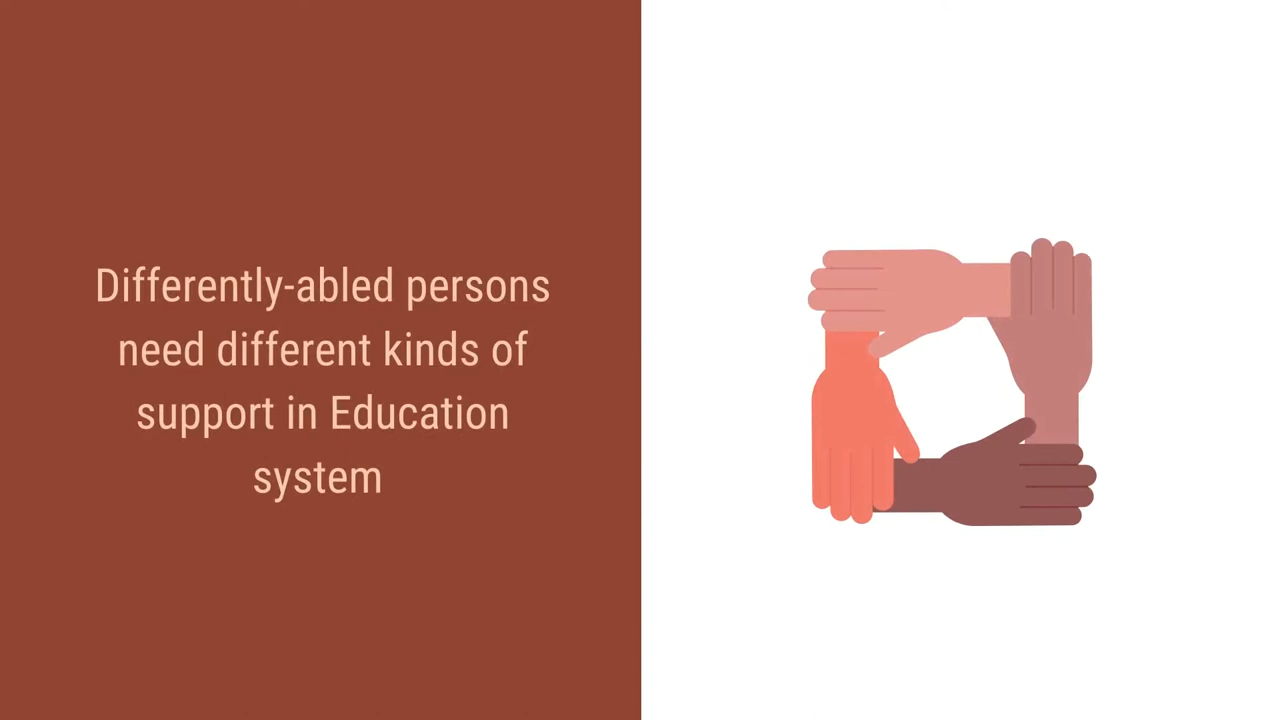 Differently-abled persons
need different kinds of
support in Education
system